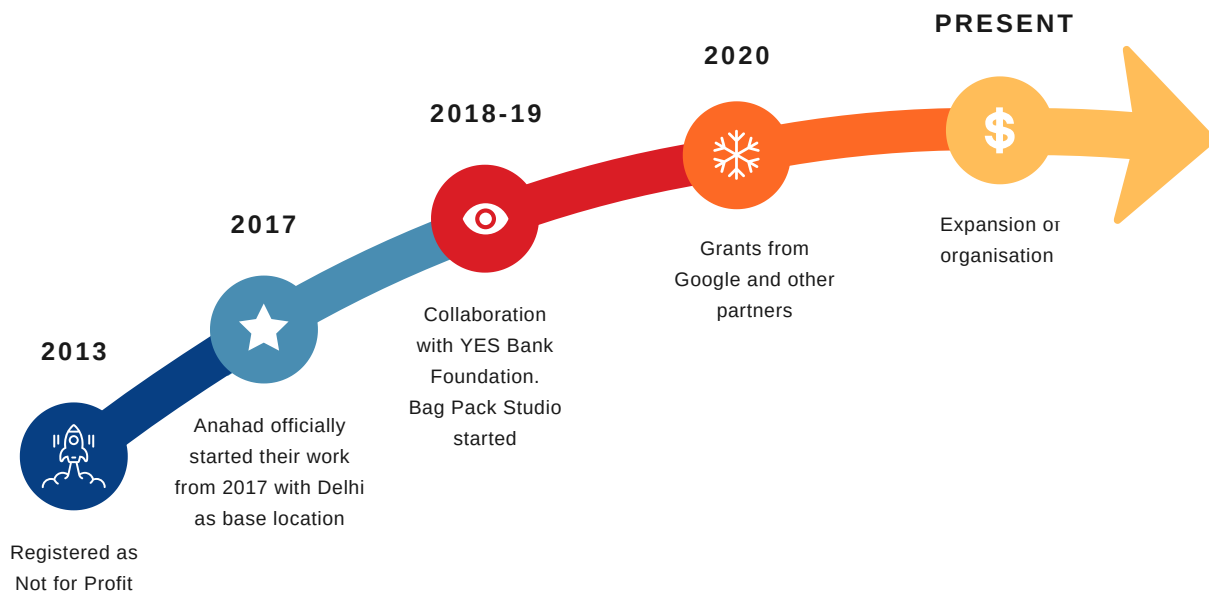 2013
Registered as
Not for Profit
2017
Anahad officially
started their work
from 2017 with Delhi
as base location
2018-19
Collaboration
with YES Bank
Foundation.
Bag Pack Studio
started
2020
Grants from
Google and other
partners
PRESENT
Expansion of
organisation